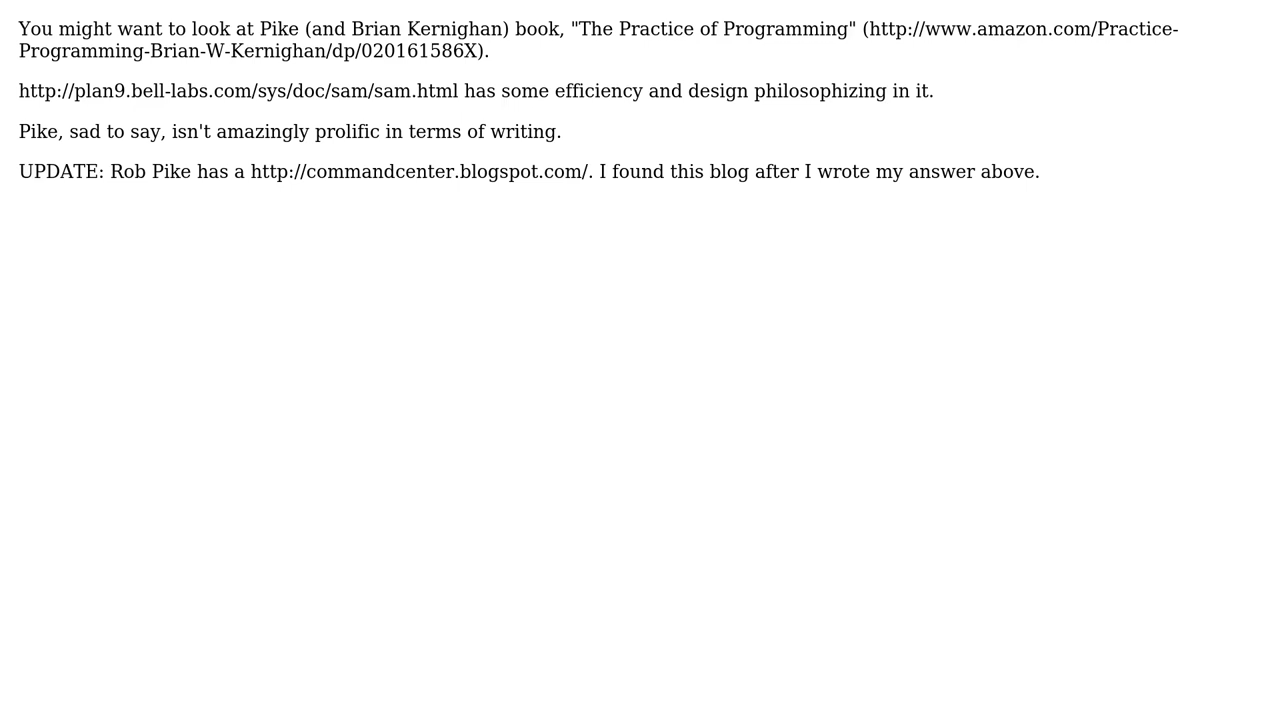 You might want to look at Pike (and Brian Kernighan) book, "The Practice of Programming" (http://www.amazon.com/Practice-
Programming-Brian-W-Kernighan/dp/020161586X).
http://plan9.bell-labs.com/sys/doc/sam/sam.html has some efficiency and design philosophizing in it.
Pike, sad to say, isn't amazingly prolific in terms of writing.
UPDATE: Rob Pike has a http://commandcenter.blogspot.com/. I found this blog after I wrote my answer above.